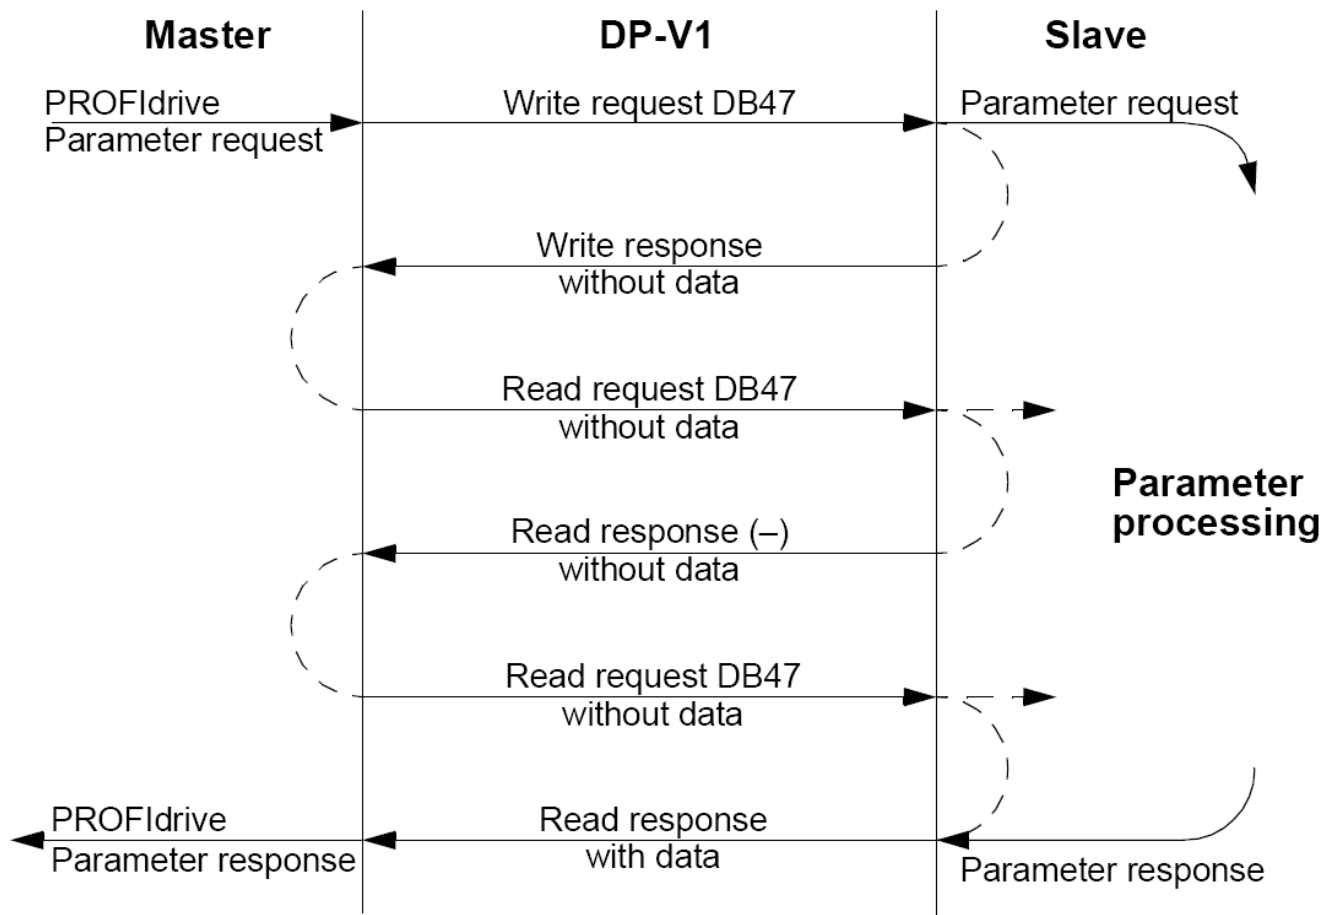 Master
DP-V1
Slave
PROFIdrive
Parameter request
Write request DB47
Parameter request
Write response
without data
Read request DB47
without data
Parameter
processing
Read response (–)
without data
Read request DB47
without data
PROFIdrive
Parameter response
Read response
with data
Parameter response